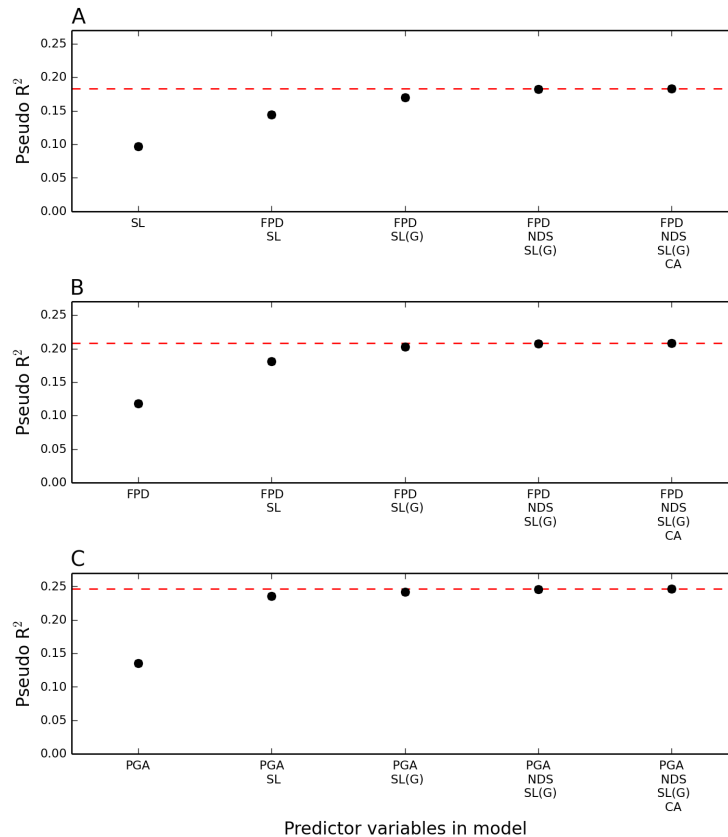 A
Pseudo R²
0.25
0.20
0.15
0.10
0.05
0.00
SL
FPD
SL
FPD
SL(G)
FPD
NDS
SL(G)
FPD
NDS
SL(G)
CA
B
Pseudo R²
0.25
0.20
0.15
0.10
0.05
0.00
FPD
FPD
SL
FPD
SL(G)
FPD
NDS
SL(G)
FPD
NDS
SL(G)
CA
C
Pseudo R²
0.25
0.20
0.15
0.10
0.05
0.00
PGA
PGA
SL
PGA
SL(G)
PGA
NDS
SL(G)
PGA
NDS
SL(G)
CA
Predictor variables in model